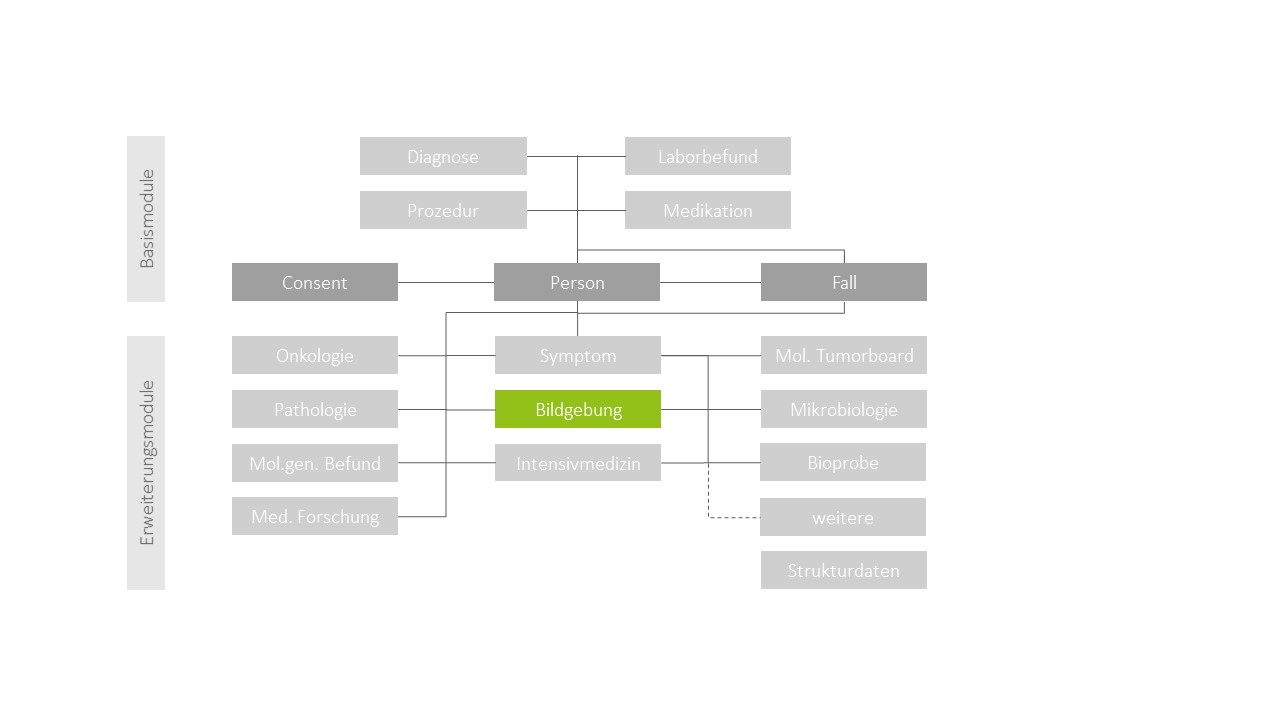 Basismodule
Diagnose
Laborbefund
Prozedur
Medikation
Consent
Person
Fall
Erweiterungsmodule
Onkologie
Symptom
Mol. Tumorboard
Pathologie
Bildgebung
Mikrobiologie
Mol.gen. Befund
Intensivmedizin
Bioprobe
Med. Forschung
weitere
Strukturdaten